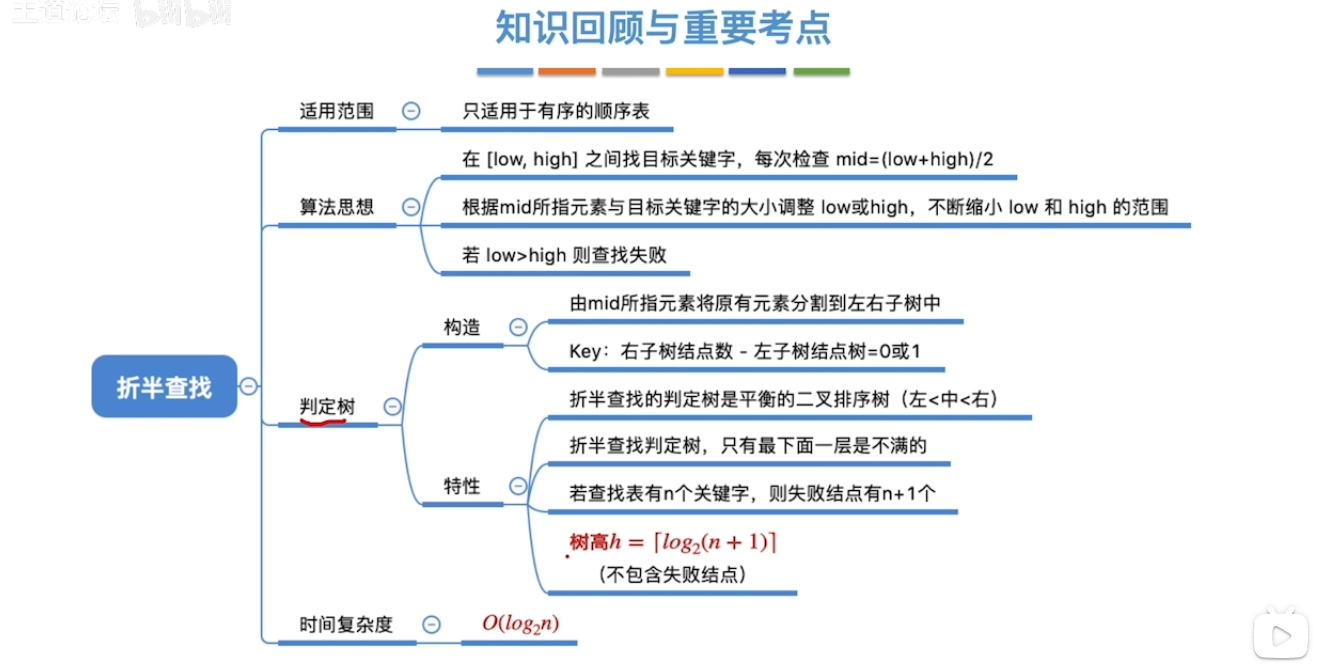 王道论坛 bilibili
知识回顾与重要考点
适用范围
只适用于有序的顺序表
在 [low, high] 之间找目标关键字，每次检查 mid=(low+high)/2
算法思想
根据mid所指元素与目标关键字的大小调整 low或high，不断缩小 low 和 high 的范围
若 low>high 则查找失败
由mid所指元素将原有元素分割到左右子树中
构造
Key：右子树结点数 - 左子树结点树=0或1
折半查找
折半查找的判定树是平衡的二叉排序树（左<中<右）
判定树
折半查找判定树，只有最下面一层是不满的
特性
若查找表有n个关键字，则失败结点有n+1个
树高h = ⌈log₂(n + 1)⌉
（不包含失败结点）
时间复杂度
O(log₂n)